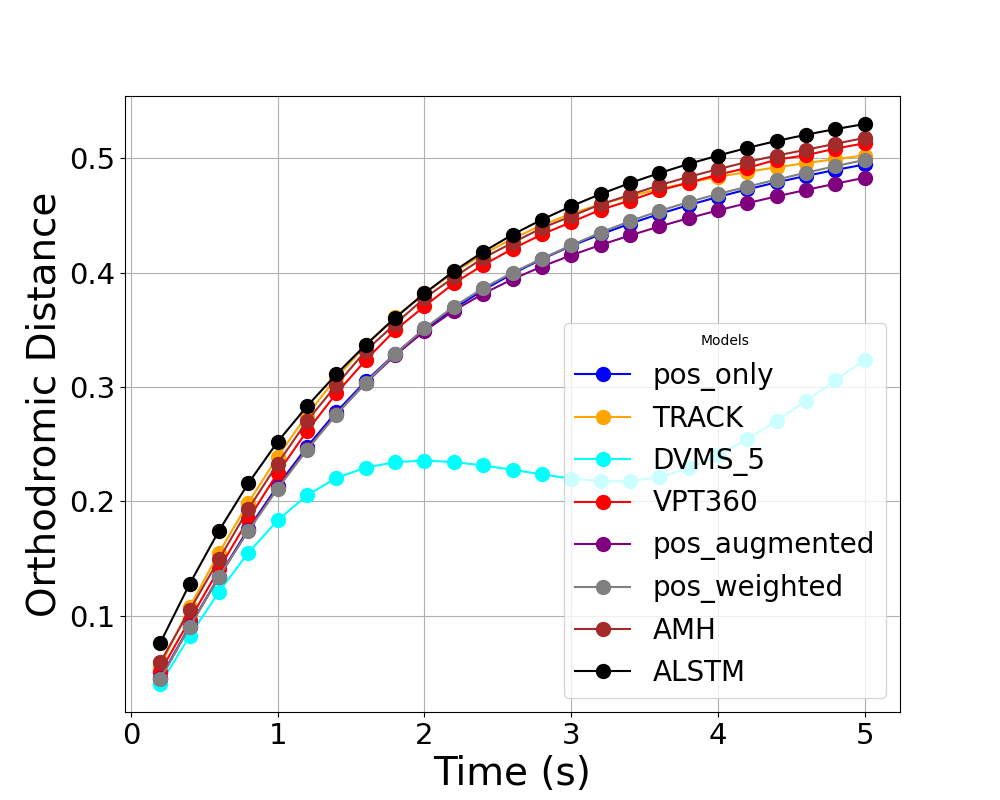 Orthodromic Distance
0.5
0.4
0.3
0.2
0.1
Models
pos_only
TRACK
DVMS_5
VPT360
pos_augmented
pos_weighted
AMH
ALSTM
0 1 2 3 4 5
Time (s)